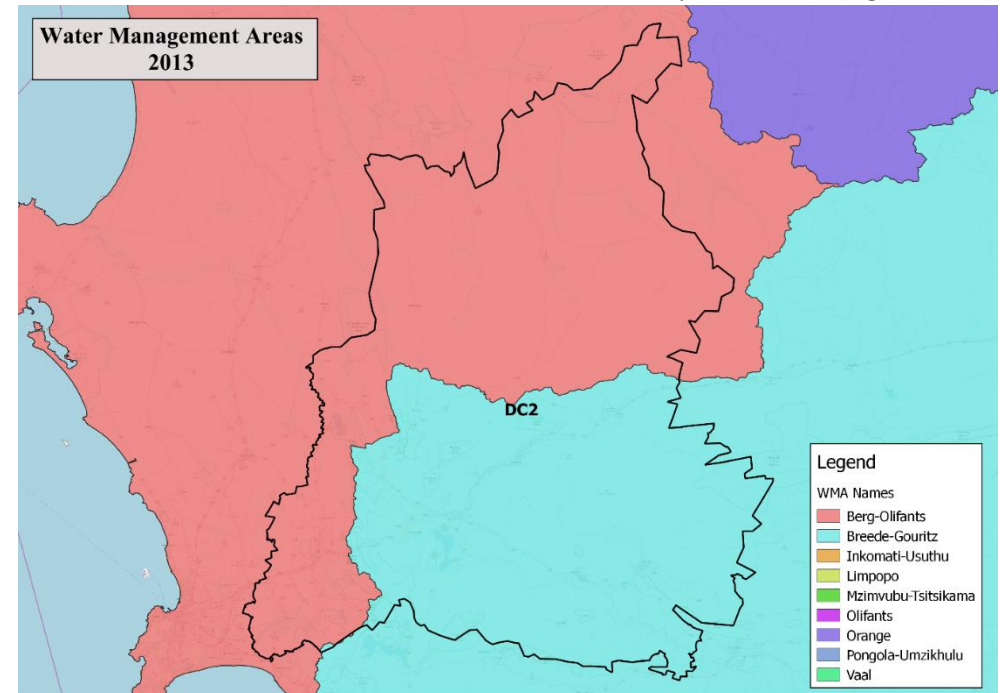 Water Management Areas
2013
DC2
Legend
WMA Names
Berg-Olifants
Breede-Gouritz
Inkomati-Usuthu
Limpopo
Mzimvubu-Tsitsikama
Olifants
Orange
Pongola-Umzikhulu
Vaal